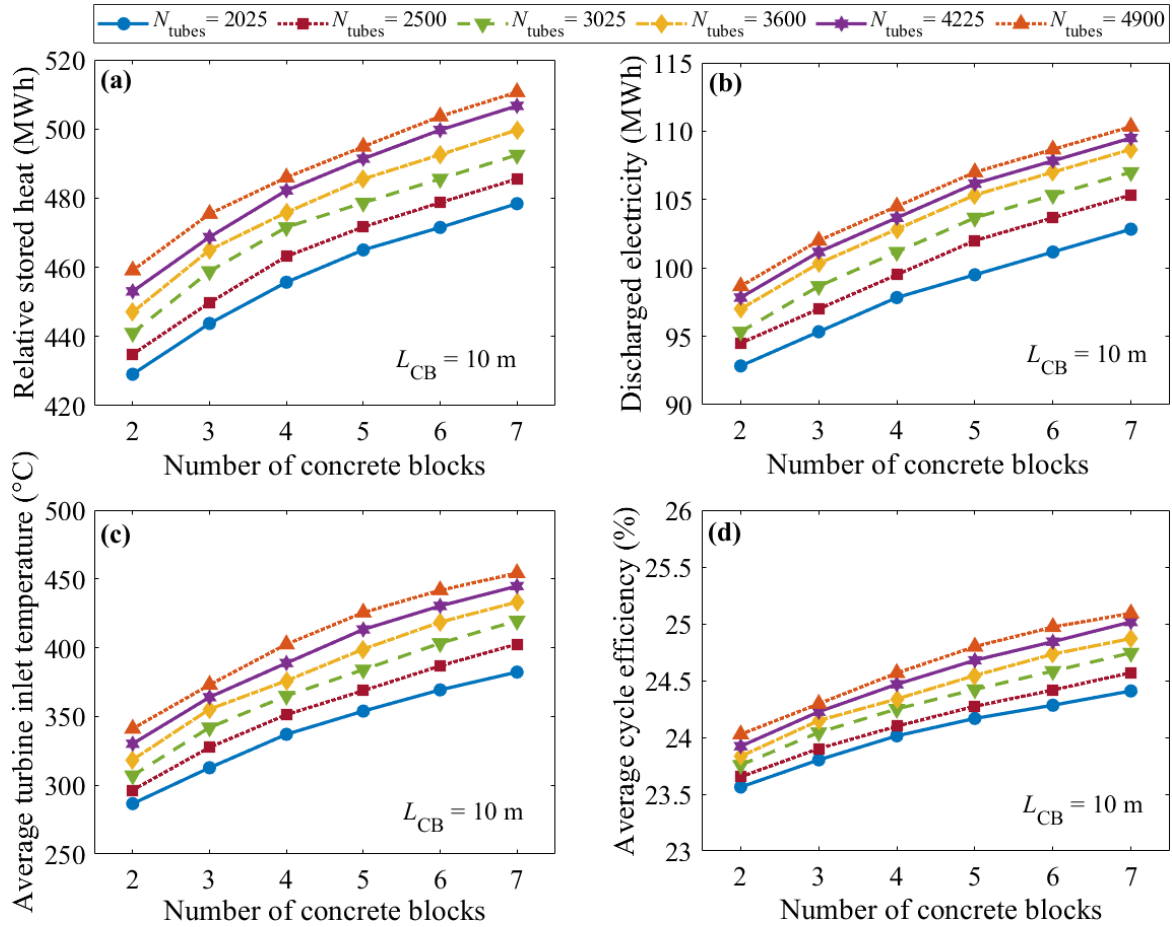 N_tubes = 2025 N_tubes = 2500 N_tubes = 3025 N_tubes = 3600 N_tubes = 4225 N_tubes = 4900
(a)
Relative stored heat (MWh)
520
500
480
460
440
420
2 3 4 5 6 7
L_CB = 10 m
Number of concrete blocks
(b)
Discharged electricity (MWh)
115
110
105
100
95
90
2 3 4 5 6 7
L_CB = 10 m
Number of concrete blocks
(c)
Average turbine inlet temperature (°C)
500
450
400
350
300
250
2 3 4 5 6 7
L_CB = 10 m
Number of concrete blocks
(d)
Average cycle efficiency (%)
26
25.5
25
24.5
24
23.5
23
2 3 4 5 6 7
L_CB = 10 m
Number of concrete blocks